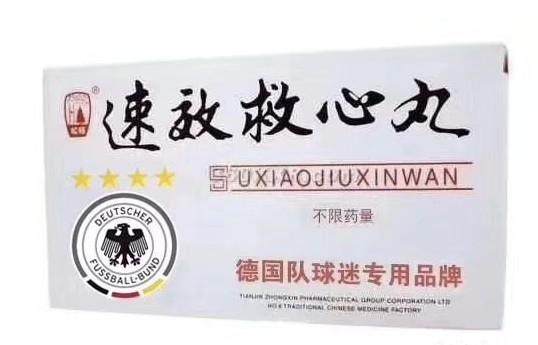 速效救心丸
SUXIAOJIUXINWAN
不限药量
DEUTSCHER
FUSSBALL-BUND
德国队球迷专用品牌
TIANJIN ZHONGXIN PHARMACEUTICAL GROUP CORPORATION LTD
NO.6 TRADITIONAL CHINESE MEDICINE FACTORY